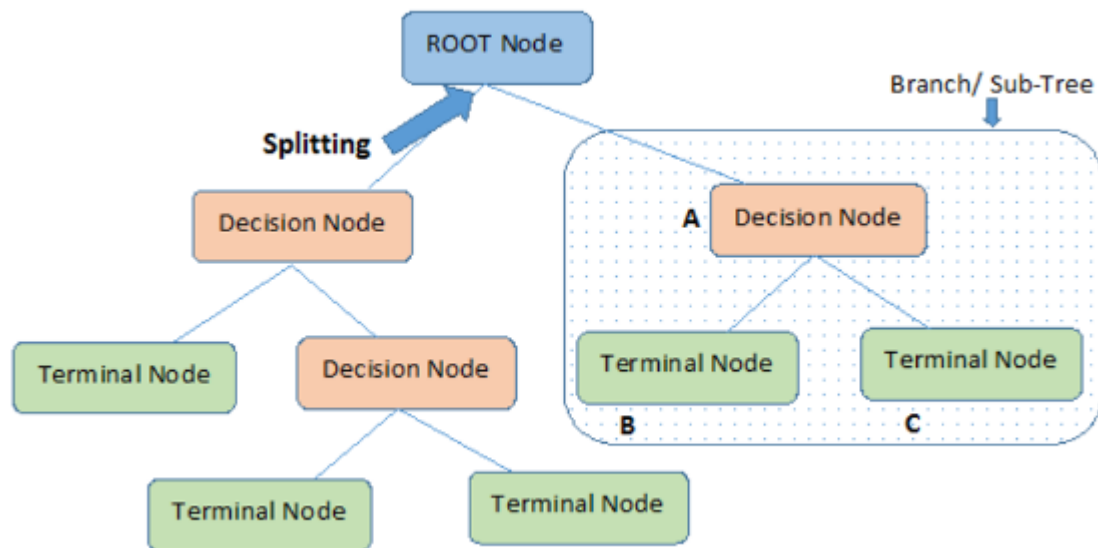 ROOT Node
Branch/ Sub-Tree
Splitting
Decision Node
A
Decision Node
Terminal Node
Decision Node
Terminal Node
Terminal Node
B
C
Terminal Node
Terminal Node